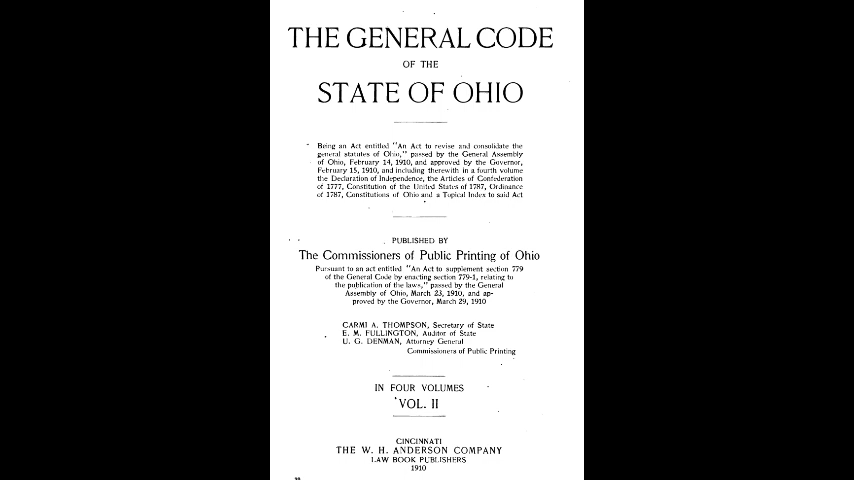 THE GENERAL CODE
OF THE
STATE OF OHIO
Being an Act entitled "An Act to revise and consolidate the
general statutes of Ohio," passed by the General Assembly
of Ohio, February 14, 1910, and approved by the Governor,
February 15, 1910, and including therewith in a fourth volume
the Declaration of Independence, the Articles of Confederation
of 1777, Constitution of the United States of 1787, Ordinance
of 1787, Constitutions of Ohio and a Topical Index to said Act
PUBLISHED BY
The Commissioners of Public Printing of Ohio
Pursuant to an act entitled "An Act to supplement section 779
of the General Code by enacting section 779-1, relating to
the publication of the laws," passed by the General
Assembly of Ohio, March 23, 1910, and ap-
proved by the Governor, March 29, 1910
CARMI A. THOMPSON, Secretary of State
E. M. FULLINGTON, Auditor of State
U. G. DENMAN, Attorney General
Commissioners of Public Printing
IN FOUR VOLUMES
VOL. II
CINCINNATI
THE W. H. ANDERSON COMPANY
LAW BOOK PUBLISHERS
1910